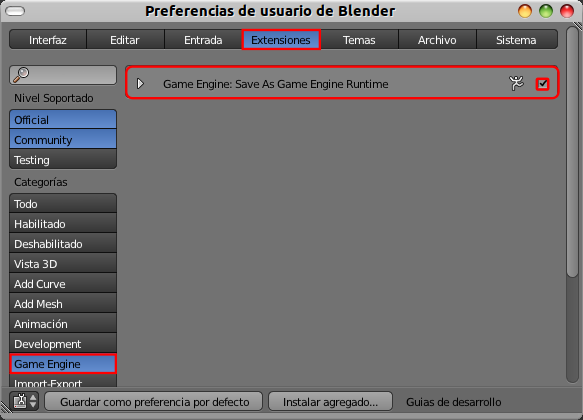 Preferencias de usuario de Blender
Interfaz Editar Entrada Extensiones Temas Archivo Sistema
Game Engine: Save As Game Engine Runtime
Nivel Soportado
Official
Community
Testing
Categorías
Todo
Habilitado
Deshabilitado
Vista 3D
Add Curve
Add Mesh
Animación
Development
Game Engine
Import-Export
Guardar como preferencia por defecto Instalar agregado... Guias de desarrollo